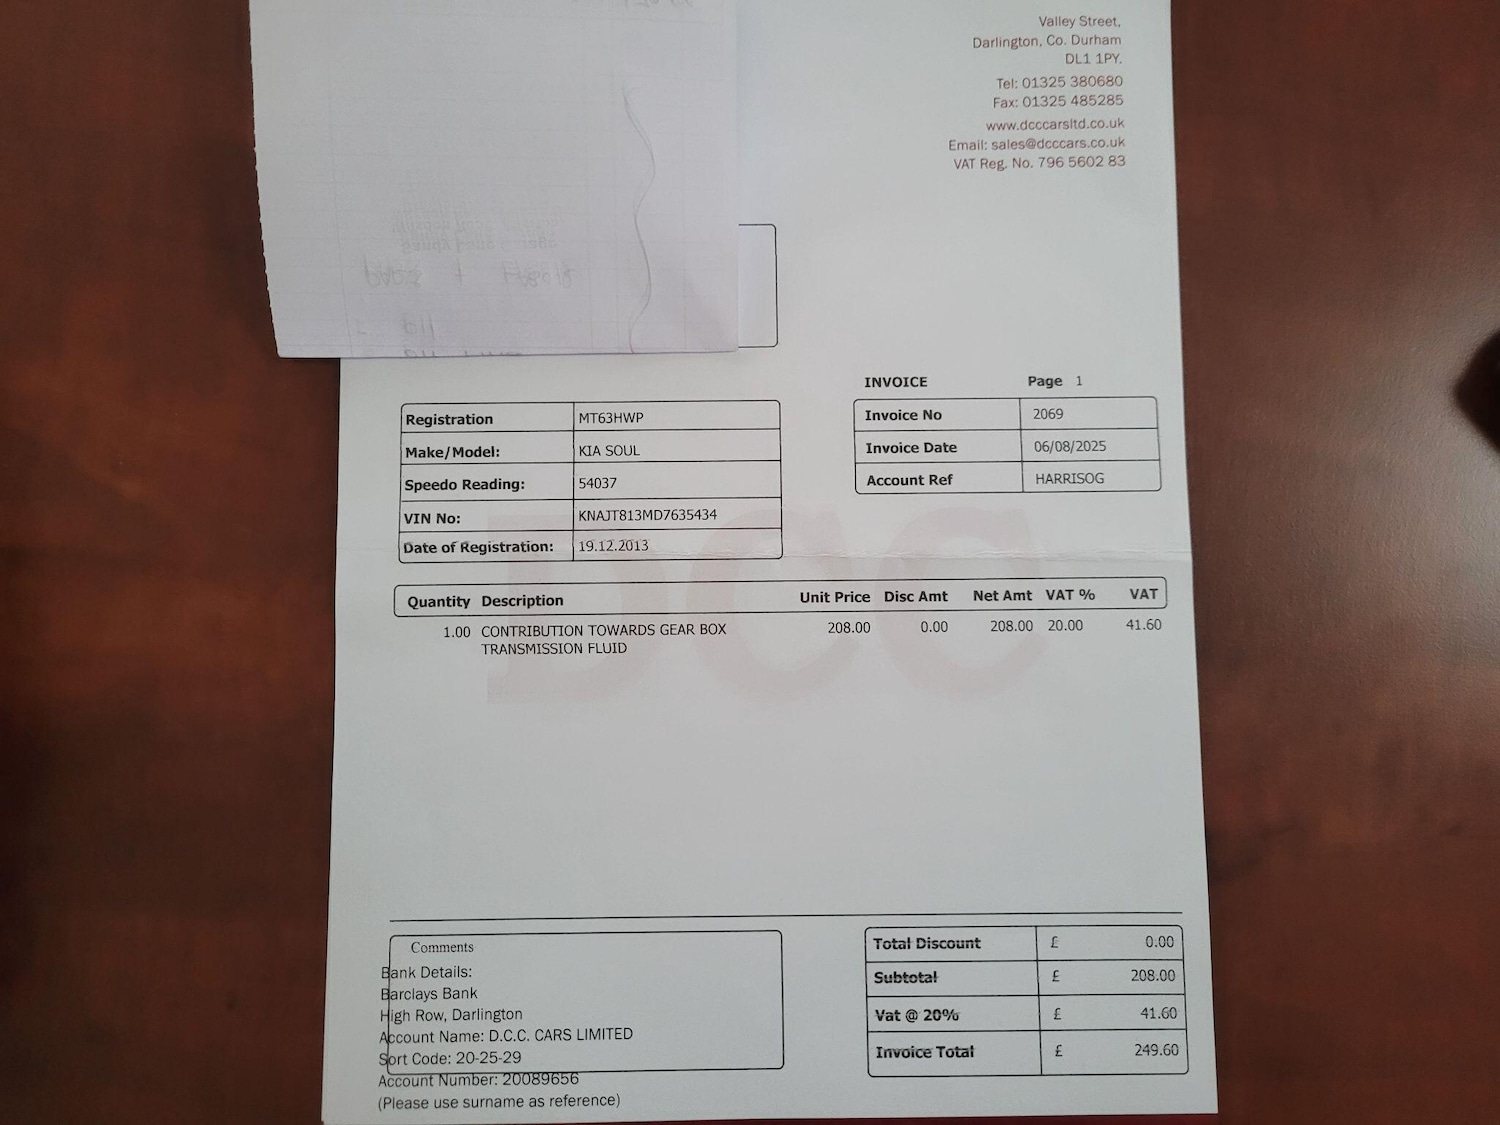 Valley Street,
Darlington, Co. Durham
DL1 1PY.
Tel: 01325 380680
Fax: 01325 485285
www.dcccarsltd.co.uk
Email: sales@dcccars.co.uk
VAT Reg. No. 796 5602 83
INVOICE Page 1
Invoice No 2069
Invoice Date 06/08/2025
Account Ref HARRISOG
Registration MT63HWP
Make/Model: KIA SOUL
Speedo Reading: 54037
VIN No: KNAJT813MD7635434
Date of Registration: 19.12.2013
DCC
Quantity Description Unit Price Disc Amt Net Amt VAT % VAT
1.00 CONTRIBUTION TOWARDS GEAR BOX 208.00 0.00 208.00 20.00 41.60
TRANSMISSION FLUID
Comments
Bank Details:
Barclays Bank
High Row, Darlington
Account Name: D.C.C. CARS LIMITED
Sort Code: 20-25-29
Account Number: 20089656
(Please use surname as reference)
Total Discount £ 0.00
Subtotal £ 208.00
Vat @ 20% £ 41.60
Invoice Total £ 249.60